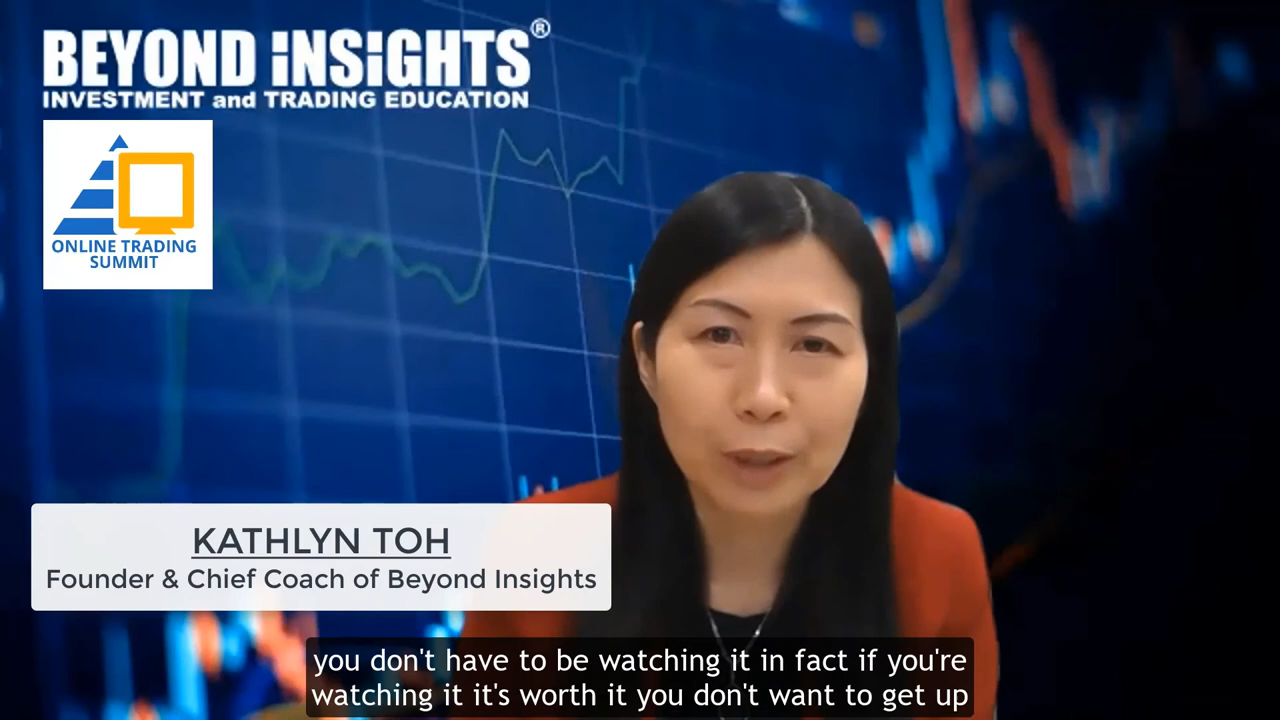 BEYOND iNSiGHTS®
INVESTMENT and TRADING EDUCATION
ONLINE TRADING
SUMMIT
KATHLYN TOH
Founder & Chief Coach of Beyond Insights
you don't have to be watching it in fact if you're
watching it it's worth it you don't want to get up